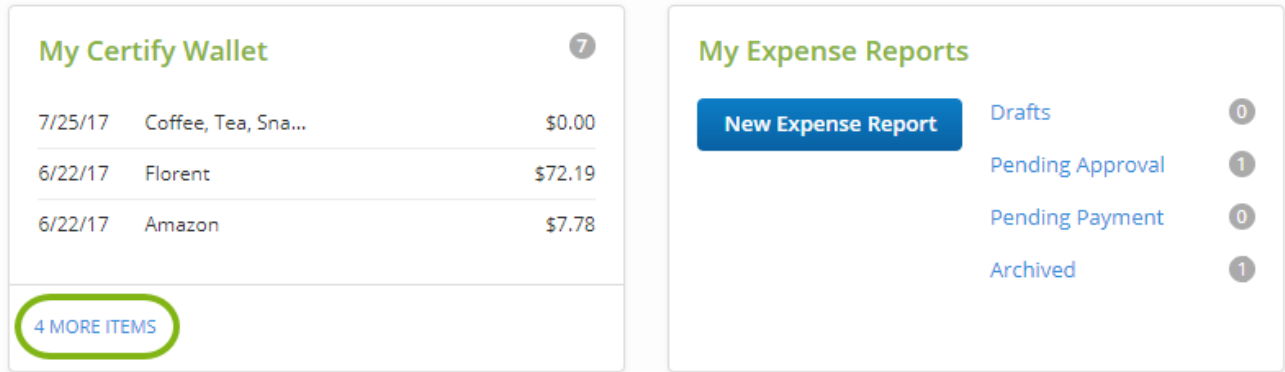 My Certify Wallet 7
7/25/17 Coffee, Tea, Sna... $0.00
6/22/17 Florent $72.19
6/22/17 Amazon $7.78
4 MORE ITEMS
My Expense Reports
New Expense Report
Drafts 0
Pending Approval 1
Pending Payment 0
Archived 1